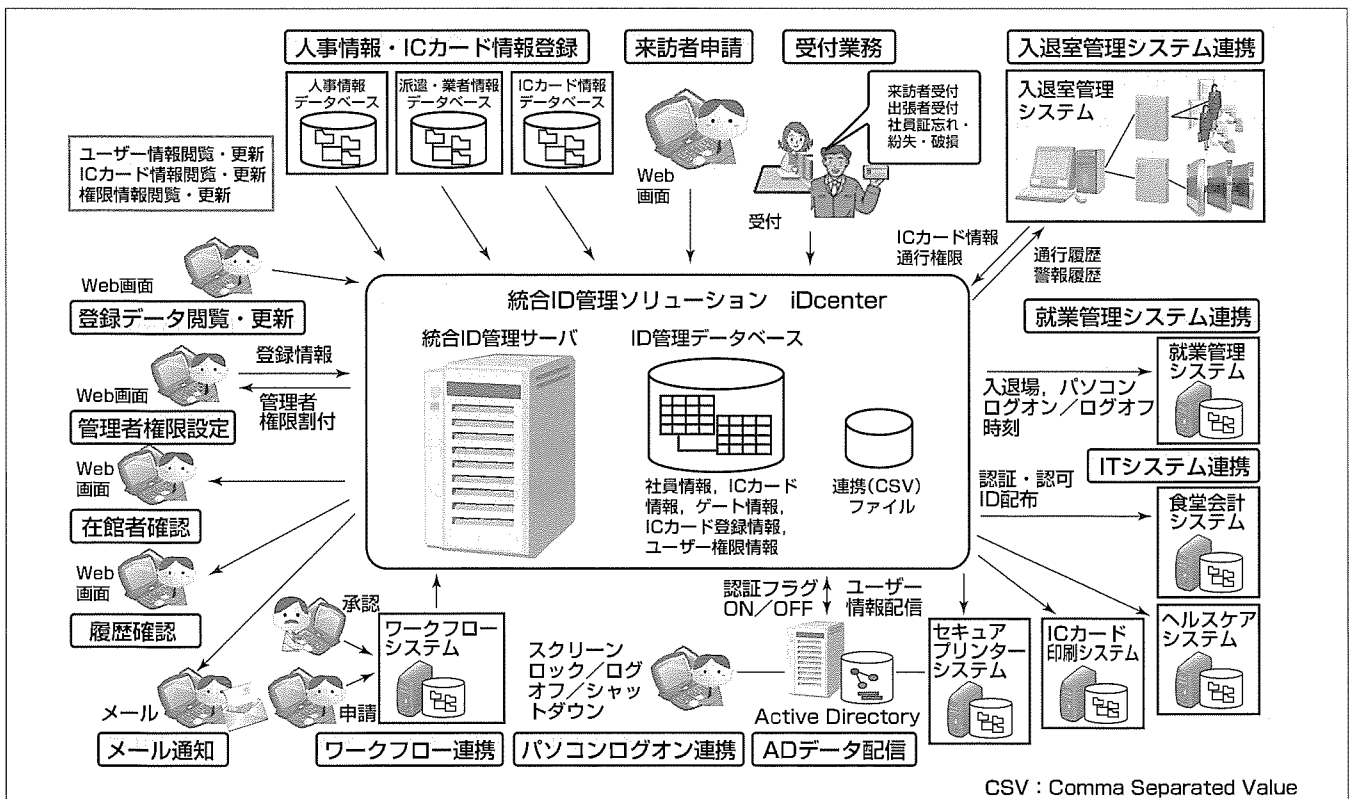 人事情報・ICカード情報登録
来訪者申請
受付業務
入退室管理システム連携
人事情報
データベース
派遣・業者情報
データベース
ICカード情報
データベース
来訪者受付
出張者受付
社員証忘れ・
紛失・破損
入退室管理
システム
ユーザー情報閲覧・更新
ICカード情報閲覧・更新
権限情報閲覧・更新
Web
画面
受付
ICカード情報
通行権限
通行履歴
警報履歴
Web画面
登録データ閲覧・更新
統合ID管理ソリューション iDcenter
統合ID管理サーバ
ID管理データベース
社員情報，ICカード
情報，ゲート情報，
ICカード登録情報，
ユーザー権限情報
連携(CSV)
ファイル
就業管理システム連携
就業管理
システム
入退場，パソコン
ログオン／ログオフ
時刻
登録情報
Web画面
管理者
権限割付
管理者権限設定
ITシステム連携
認証・認可
ID配布
食堂会計
システム
Web
画面
在館者確認
Web
画面
履歴確認
承認
ワークフロー
システム
申請
メール
メール通知
ワークフロー連携
スクリーン
ロック／ログ
オフ／シャッ
トダウン
パソコンログオン連携
認証フラグ
ON／OFF
ユーザー
情報配信
Active Directory
ADデータ配信
セキュア
プリンター
システム
ICカード
印刷システム
ヘルスケア
システム
CSV：Comma Separated Value